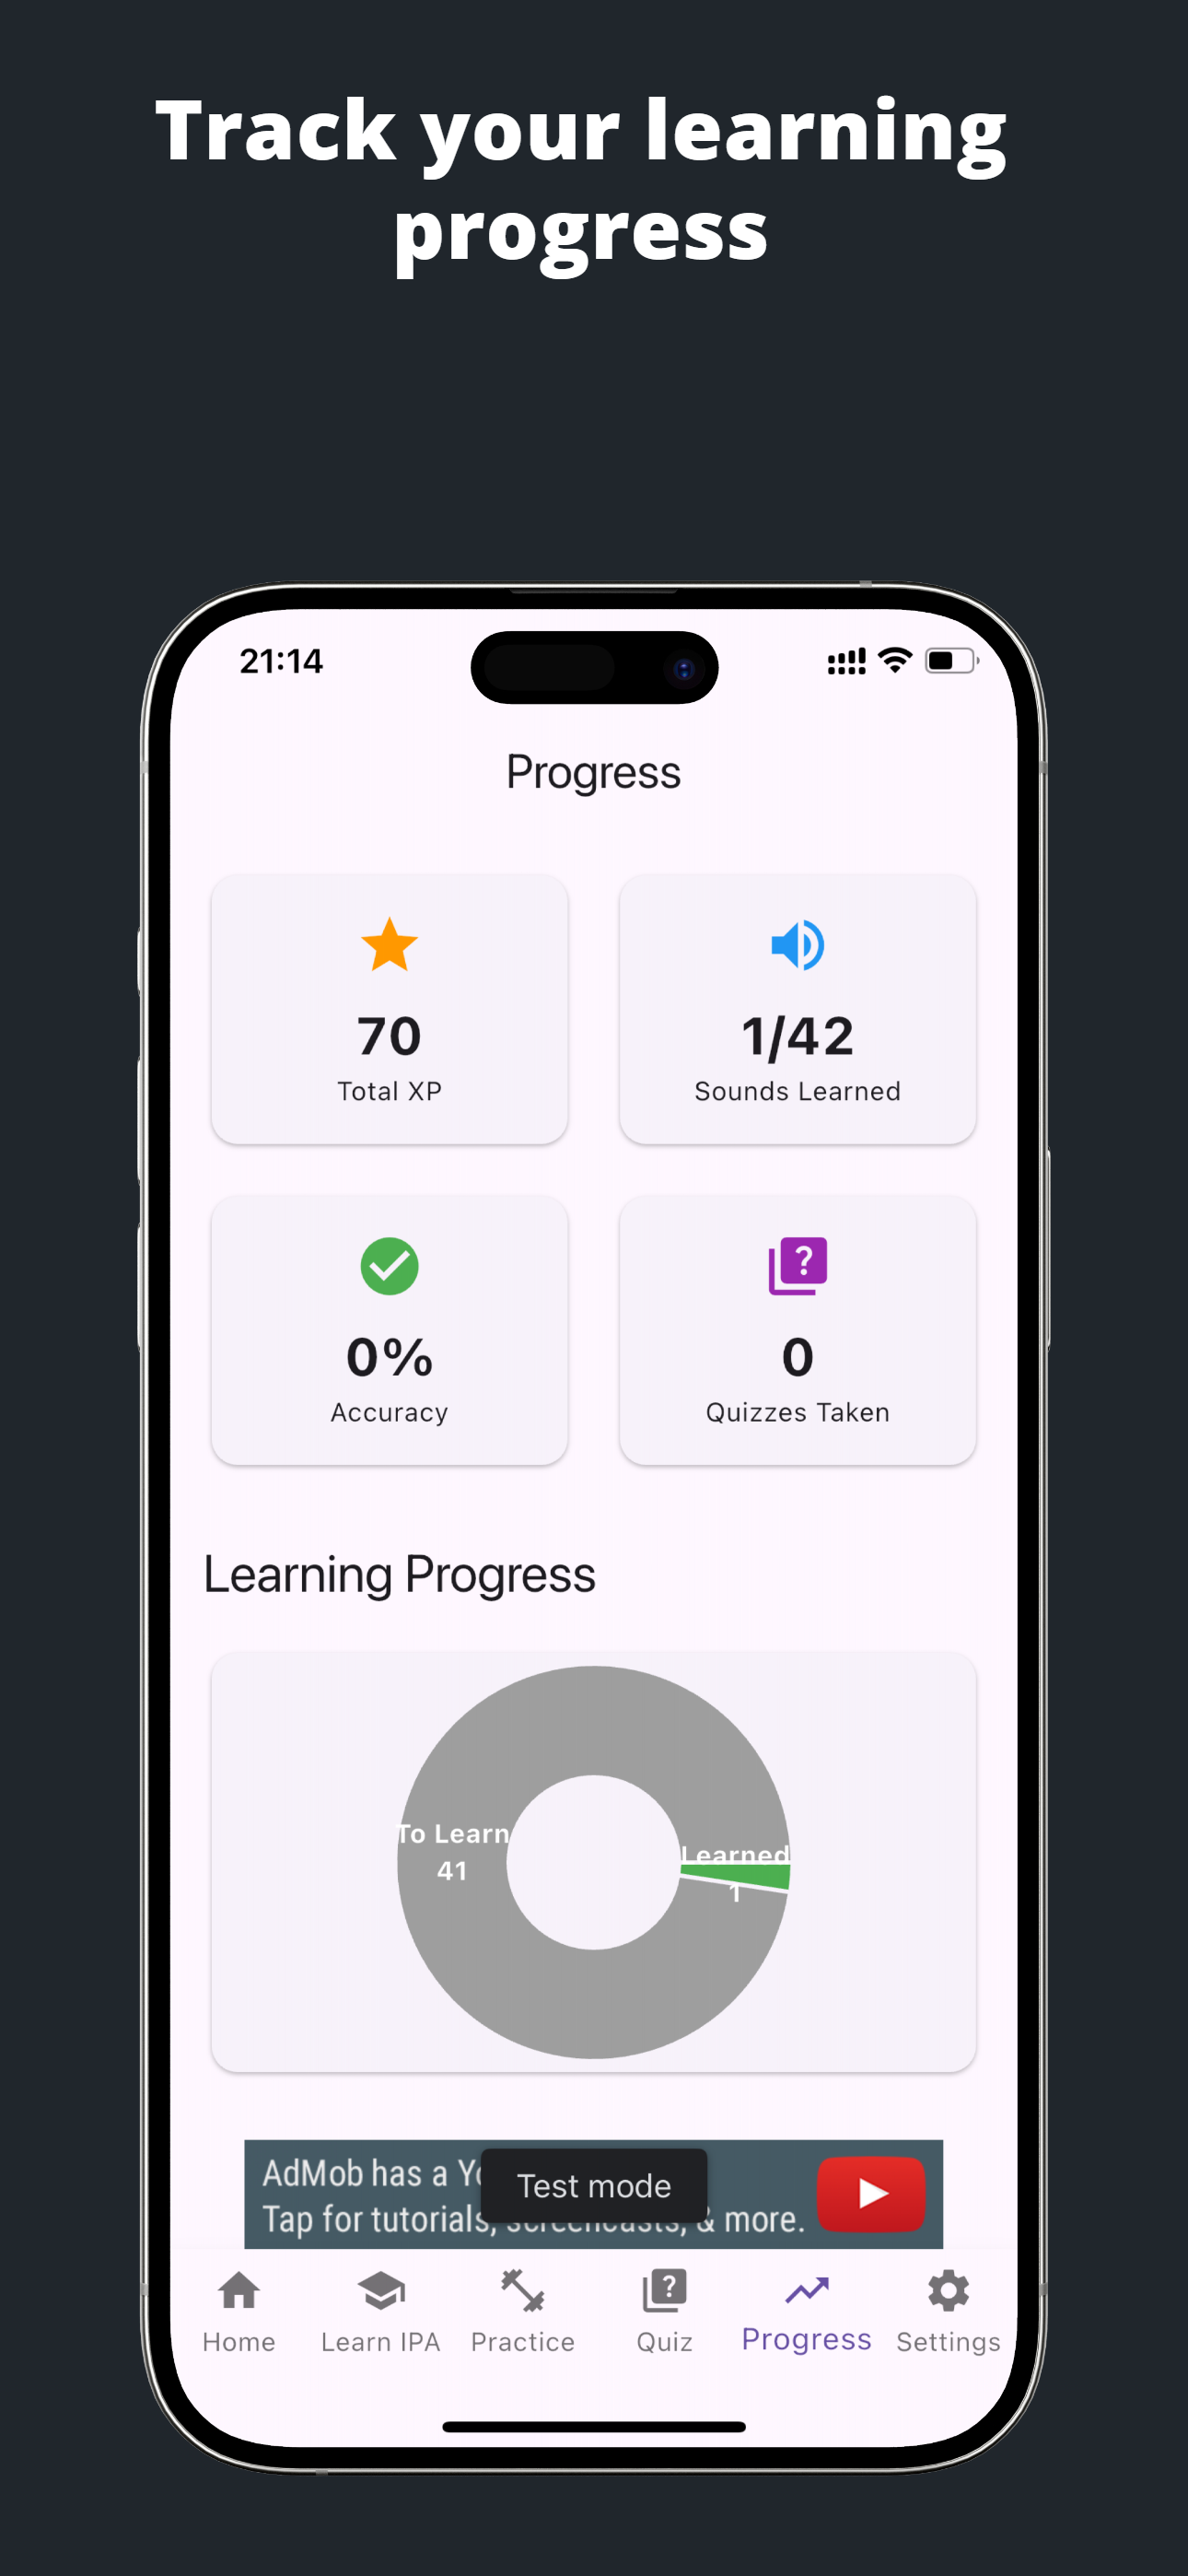 Track your learning
progress
21:14
Progress
70
Total XP
1/42
Sounds Learned
0%
Accuracy
?
0
Quizzes Taken
Learning Progress
To Learn
41
Learned
1
AdMob has a
Test mode
Tap for tutorials, screencasts, & more.
?
Home
Learn IPA
Practice
Quiz
Progress
Settings